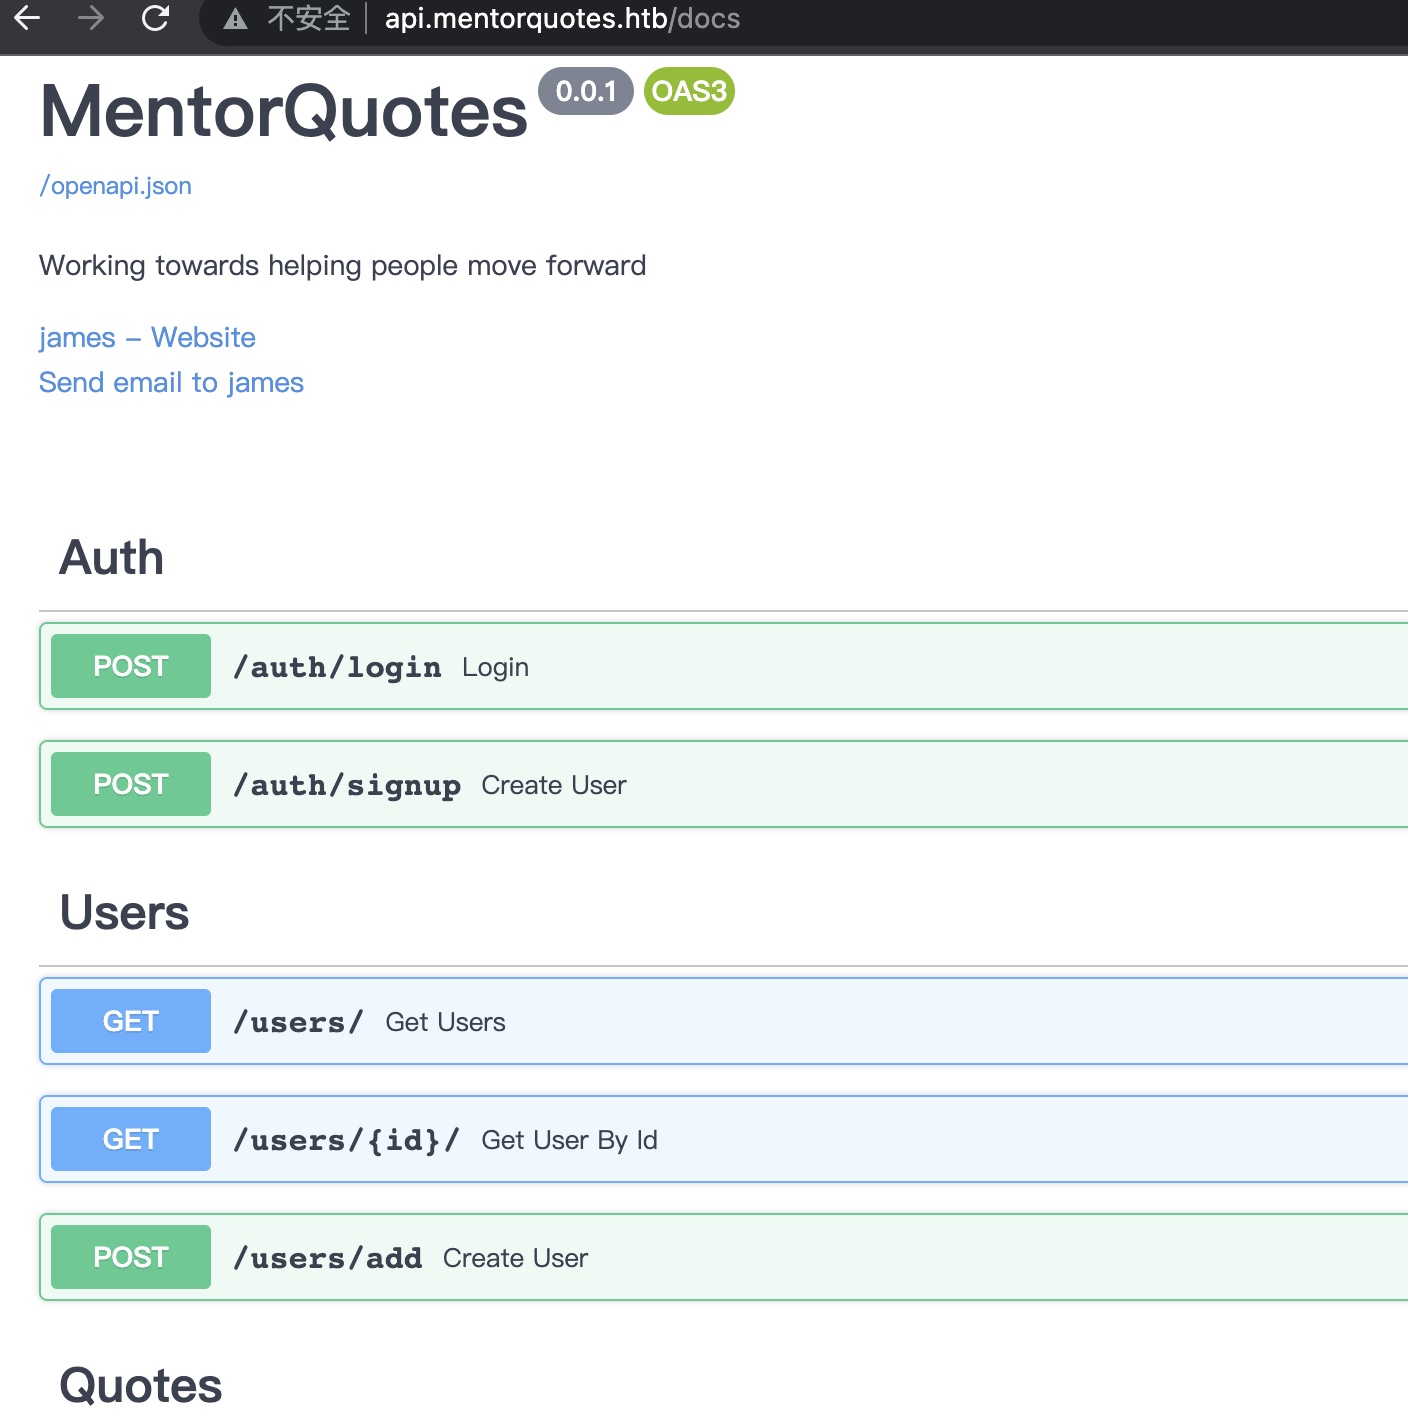 不安全 api.mentorquotes.htb/docs
MentorQuotes 0.0.1 OAS3
/openapi.json
Working towards helping people move forward
james – Website
Send email to james
Auth
POST /auth/login Login
POST /auth/signup Create User
Users
GET /users/ Get Users
GET /users/{id}/ Get User By Id
POST /users/add Create User
Quotes